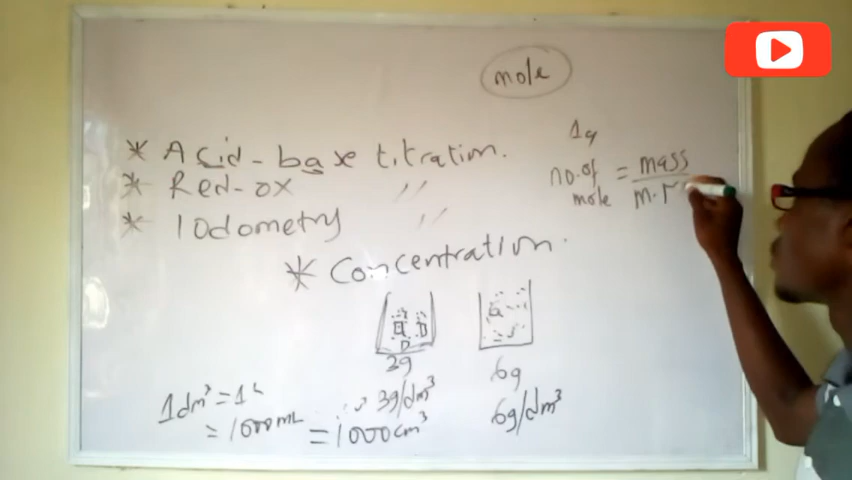 mole
* Acid-base titration.
* Red-ox "
* Iodometry "
* Concentration.
1g
no. of mole = mass
m.
3g
6g
3g/dm³
6g/dm³
1dm³ = 1L
= 1000mL = 1000cm³